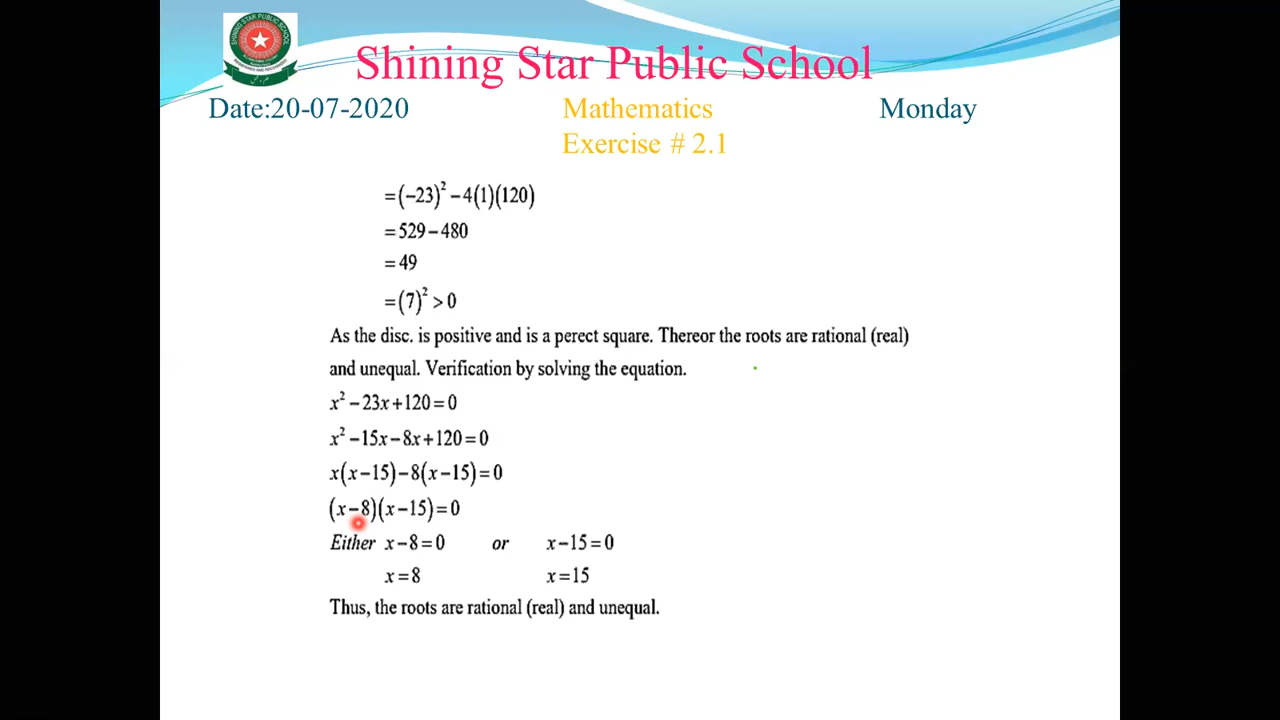 SHINING STAR PUBLIC SCHOOL
Shining Star Public School
Date:20-07-2020 Mathematics Monday
Exercise # 2.1
=(−23)² −4(1)(120)
=529−480
=49
=(7)² >0
As the disc. is positive and is a perect square. Thereor the roots are rational (real)
and unequal. Verification by solving the equation.
x² −23x+120=0
x² −15x−8x+120=0
x(x−15)−8(x−15)=0
(x−8)(x−15)=0
Either x−8=0 or x−15=0
x=8 x=15
Thus, the roots are rational (real) and unequal.